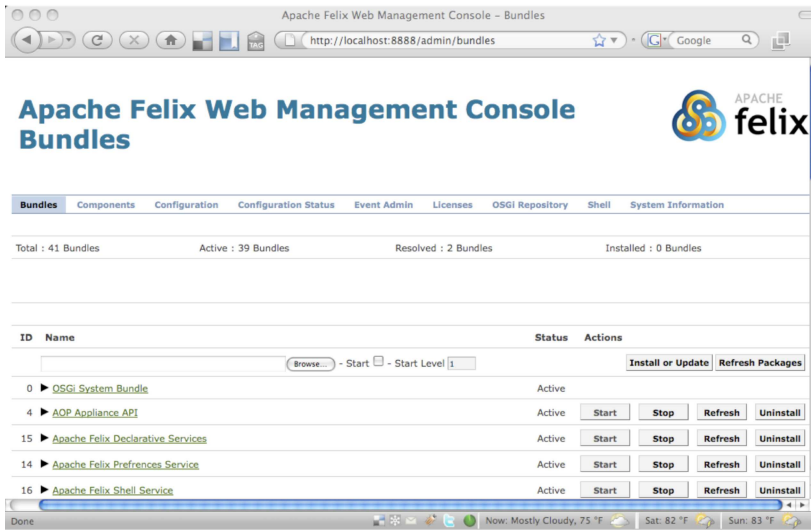 Apache Felix Web Management Console – Bundles
TAG http://localhost:8888/admin/bundles G Google
Apache Felix Web Management Console
Bundles
APACHE
felix
Bundles Components Configuration Configuration Status Event Admin Licenses OSGi Repository Shell System Information
Total : 41 Bundles Active : 39 Bundles Resolved : 2 Bundles Installed : 0 Bundles
ID Name Status Actions
Browse... - Start - Start Level 1 Install or Update Refresh Packages
0 OSGi System Bundle Active
4 AOP Appliance API Active Start Stop Refresh Uninstall
15 Apache Felix Declarative Services Active Start Stop Refresh Uninstall
14 Apache Felix Prefrences Service Active Start Stop Refresh Uninstall
16 Apache Felix Shell Service Active Start Stop Refresh Uninstall
Done Now: Mostly Cloudy, 75 °F Sat: 82 °F Sun: 83 °F